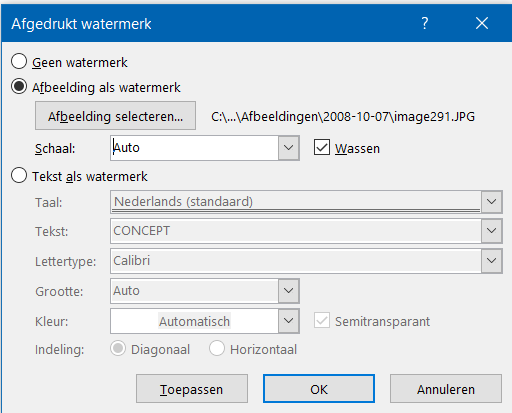 Afgedrukt watermerk ?
Geen watermerk
Afbeelding als watermerk
Afbeelding selecteren... C:\...\Afbeeldingen\2008-10-07\image291.JPG
Schaal: Auto Wassen
Tekst als watermerk
Taal: Nederlands (standaard)
Tekst: CONCEPT
Lettertype: Calibri
Grootte: Auto
Kleur: Automatisch Semitransparant
Indeling: Diagonaal Horizontaal
Toepassen OK Annuleren